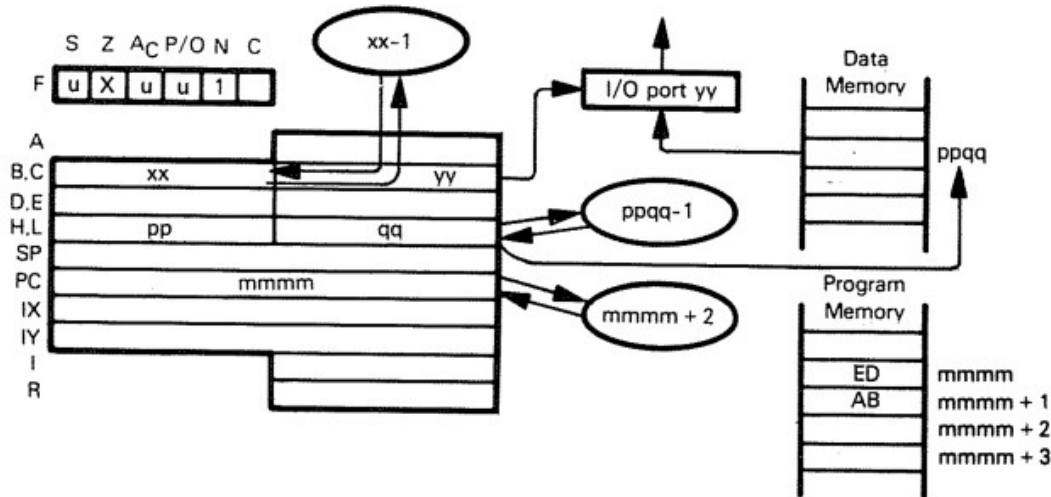 S Z AC P/O N C
F u X u u 1
xx-1
I/O port yy
Data
Memory
ppqq
A
B,C xx yy
D,E
H,L pp qq
SP
PC mmmm
IX
IY
I
R
ppqq-1
mmmm + 2
Program
Memory
ED mmmm
AB mmmm + 1
mmmm + 2
mmmm + 3